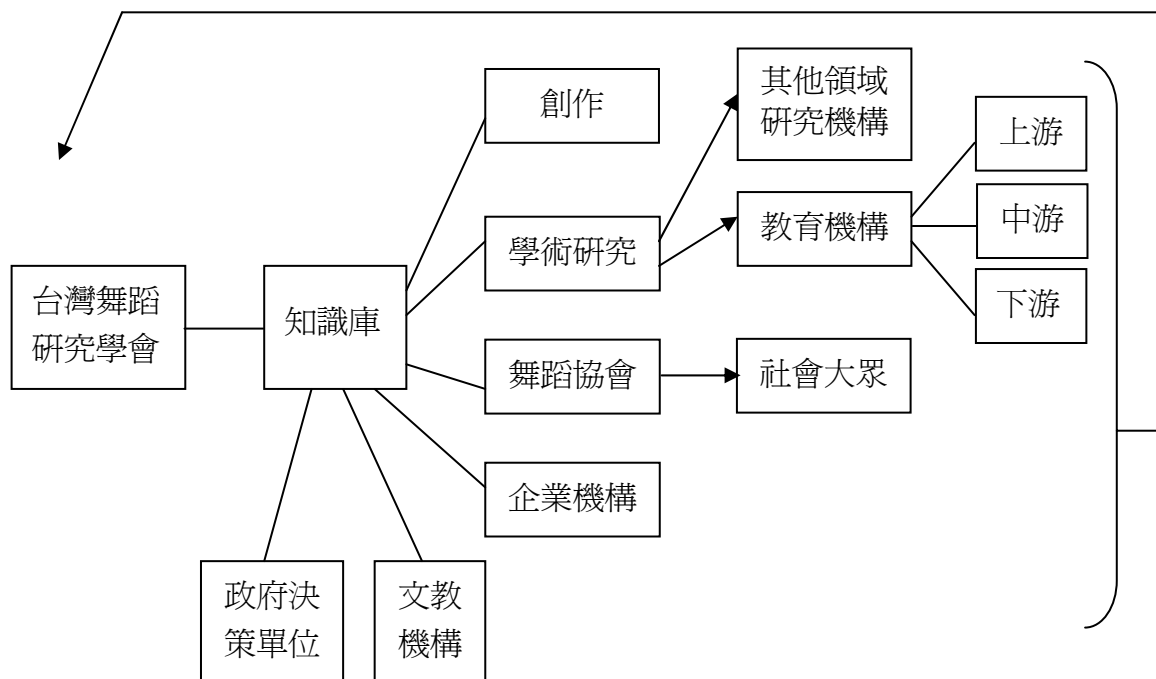 創作
其他領域
研究機構
上游
學術研究
教育機構
中游
台灣舞蹈
研究學會
知識庫
下游
舞蹈協會
社會大眾
企業機構
政府決
策單位
文教
機構